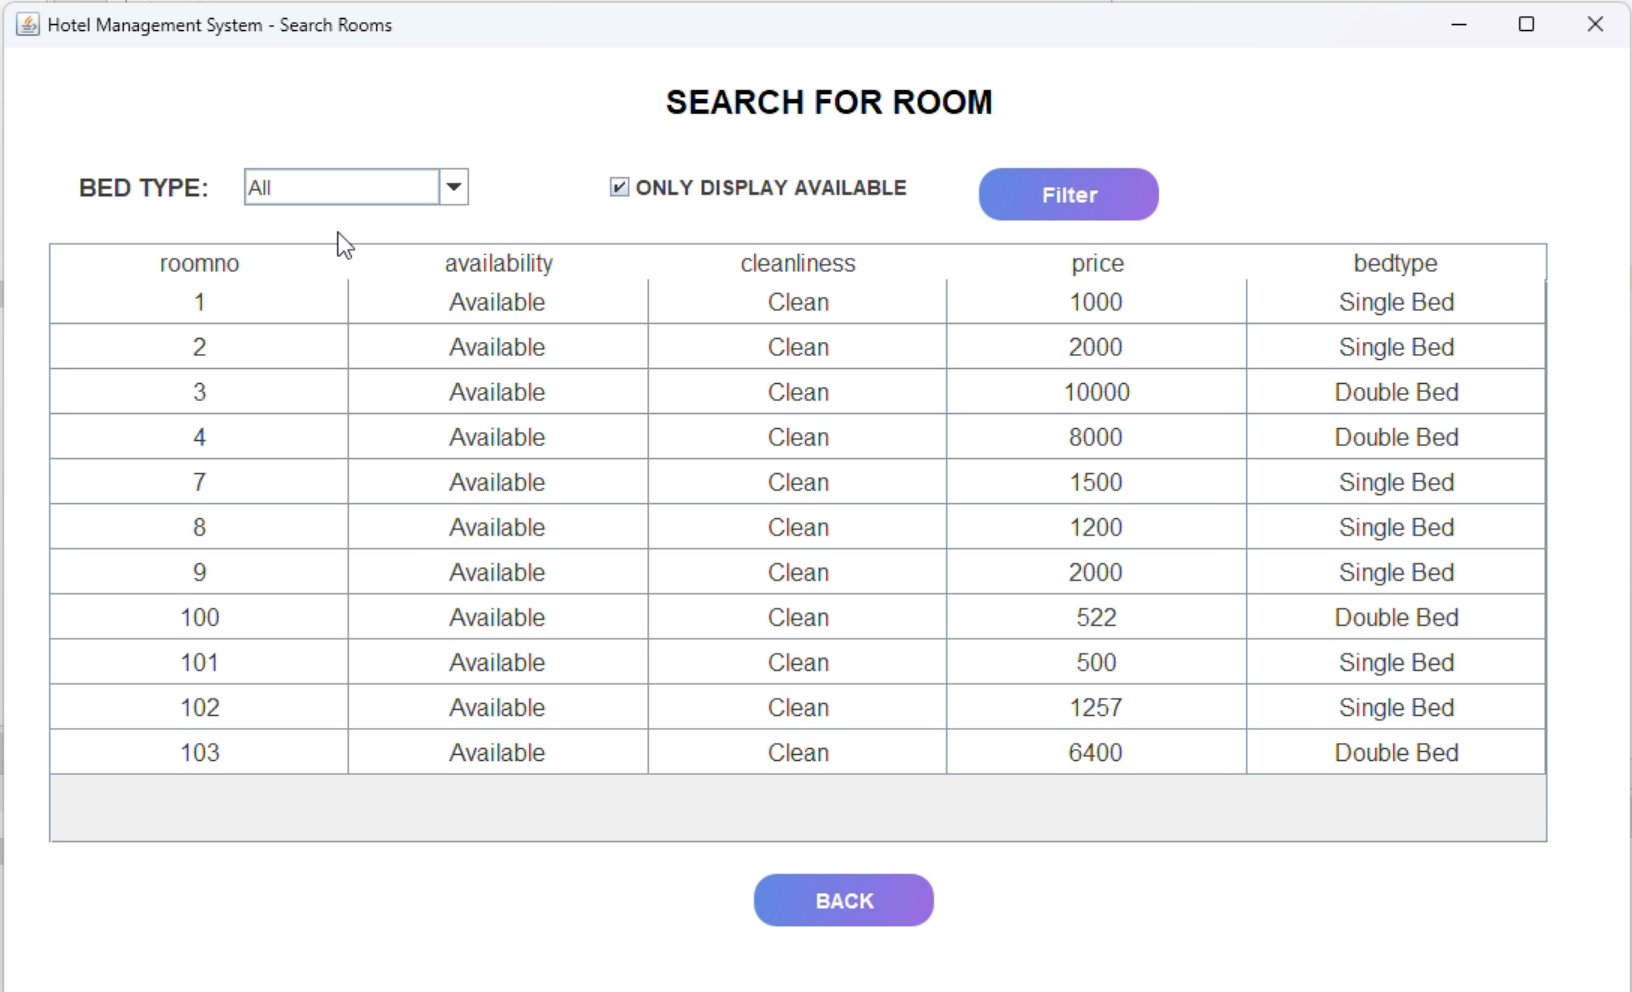 Hotel Management System - Search Rooms
SEARCH FOR ROOM
BED TYPE: All ONLY DISPLAY AVAILABLE Filter
roomno availability cleanliness price bedtype
1 Available Clean 1000 Single Bed
2 Available Clean 2000 Single Bed
3 Available Clean 10000 Double Bed
4 Available Clean 8000 Double Bed
7 Available Clean 1500 Single Bed
8 Available Clean 1200 Single Bed
9 Available Clean 2000 Single Bed
100 Available Clean 522 Double Bed
101 Available Clean 500 Single Bed
102 Available Clean 1257 Single Bed
103 Available Clean 6400 Double Bed
BACK